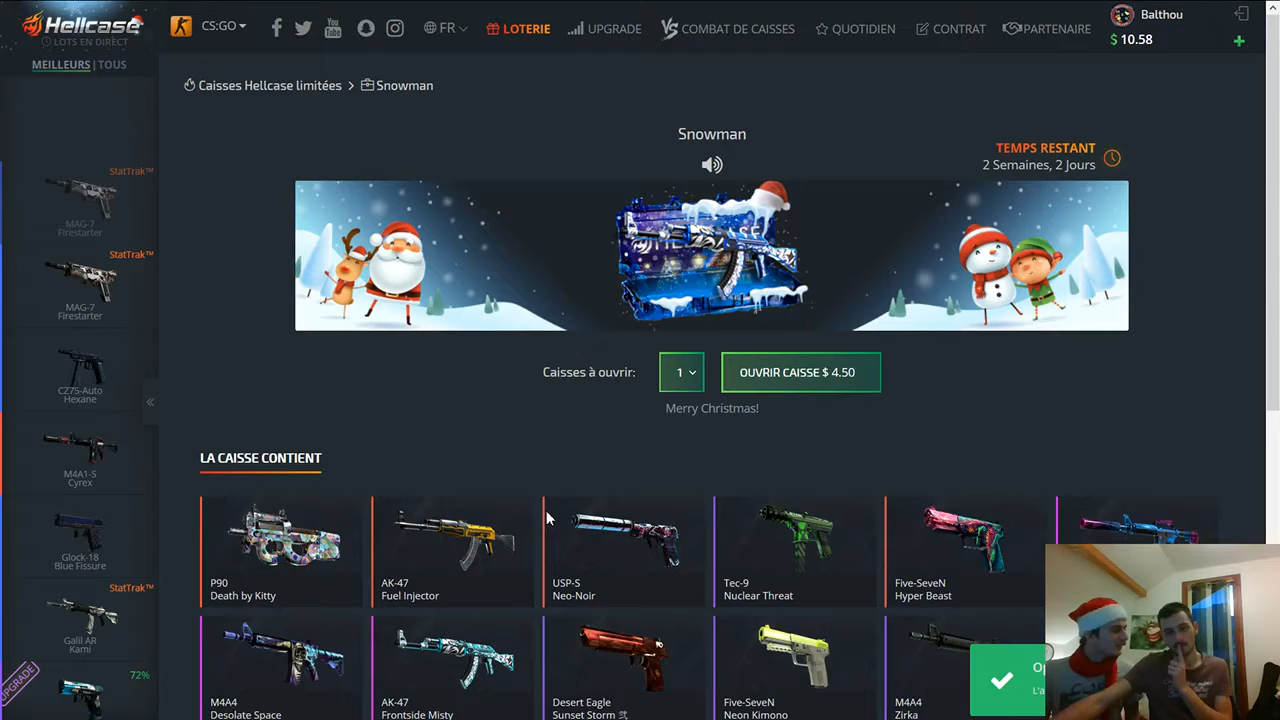 Hellcase
LOTS EN DIRECT
MEILLEURS | TOUS
CS:GO
You
Tube
FR
LOTERIE
UPGRADE
VS COMBAT DE CAISSES
QUOTIDIEN
CONTRAT
PARTENAIRE
Balthou
$ 10.58
Caisses Hellcase limitées > Snowman
Snowman
TEMPS RESTANT
2 Semaines, 2 Jours
StatTrak™
MAG-7
Firestarter
StatTrak™
MAG-7
Firestarter
CZ75-Auto
Hexane
M4A1-S
Cyrex
Glock-18
Blue Fissure
StatTrak™
Galil AR
Kami
72%
UPGRADE
Caisses à ouvrir:
1
OUVRIR CAISSE $ 4.50
Merry Christmas!
LA CAISSE CONTIENT
P90
Death by Kitty
AK-47
Fuel Injector
USP-S
Neo-Noir
Tec-9
Nuclear Threat
Five-SeveN
Hyper Beast
M4A4
Desolate Space
AK-47
Frontside Misty
Desert Eagle
Sunset Storm 弐
Five-SeveN
Neon Kimono
M4A4
Zirka
Op
L'a